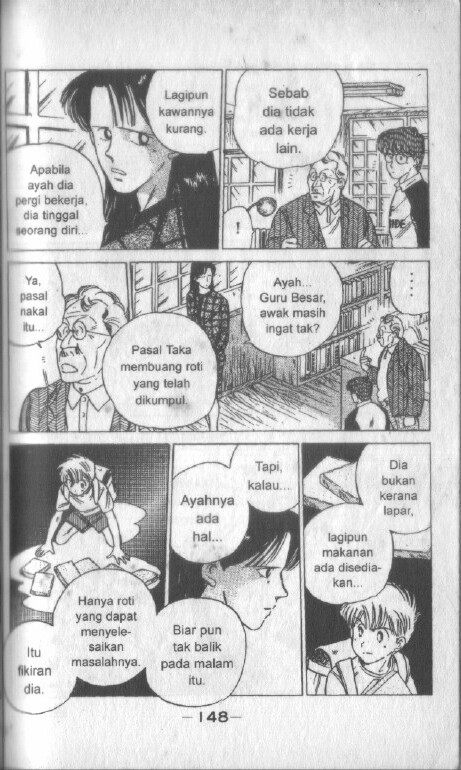 Sebab
dia tidak
ada kerja
lain.
!
Lagipun
kawannya
kurang.
Apabila
ayah dia
pergi bekerja,
dia tinggal
seorang diri...
....
Ayah...
Guru Besar,
awak masih
ingat tak?
Pasal Taka
membuang roti
yang telah
dikumpul.
Ya,
pasal
nakal
itu...
Dia
bukan
kerana
lapar,
lagipun
makanan
ada disedia-
kan...
Tapi,
kalau....
Ayahnya
ada
hal...
Biar pun
tak balik
pada malam
itu.
Hanya roti
yang dapat
menyele-
saikan
masalahnya.
Itu
fikiran
dia.
—148—